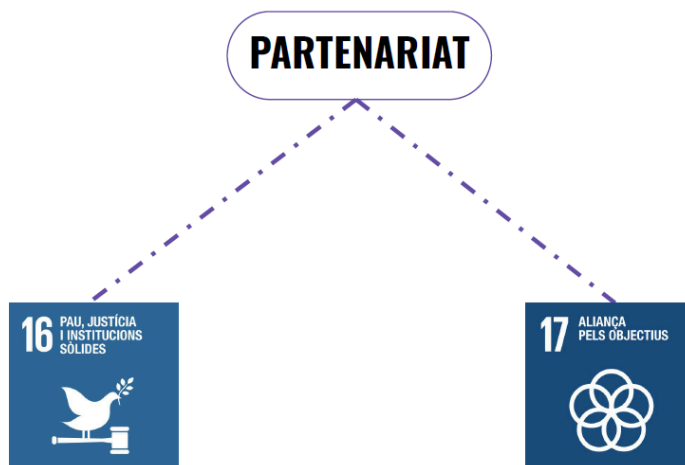 PARTENARIAT
16 PAU, JUSTÍCIA
I INSTITUCIONS
SÒLIDES
17 ALIANÇA
PELS OBJECTIUS